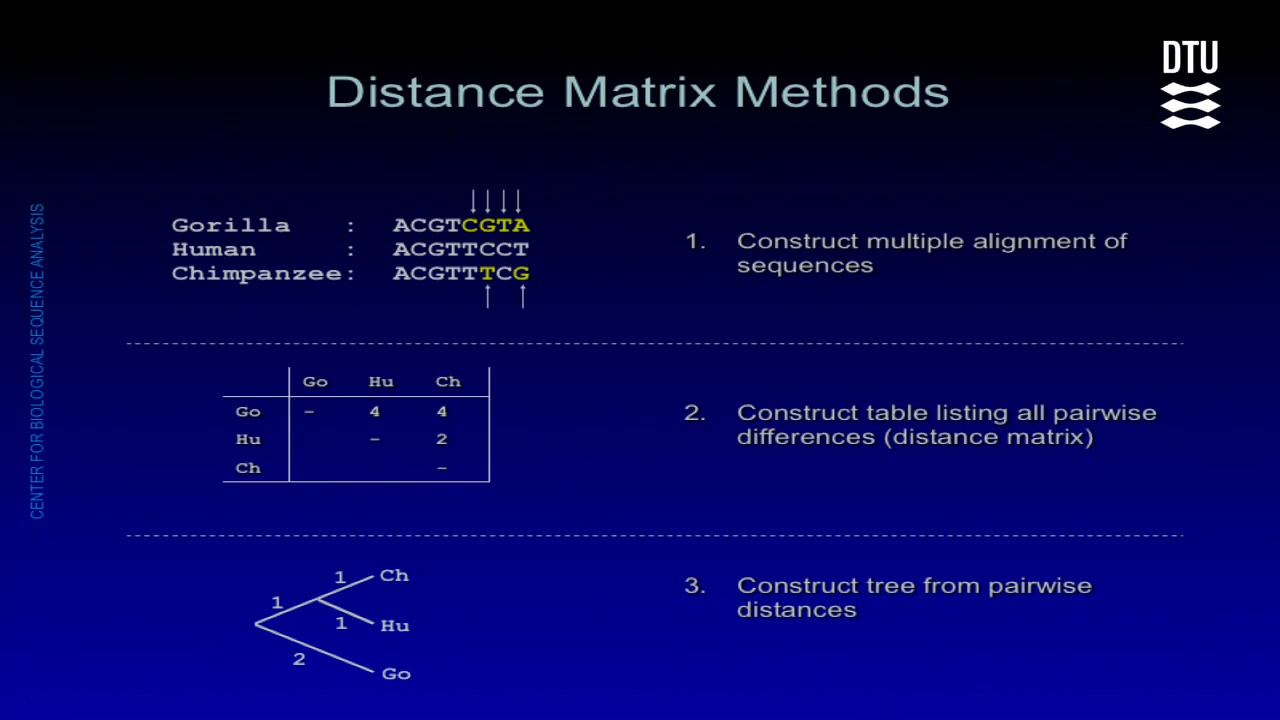 DTU
Distance Matrix Methods
CENTER FOR BIOLOGICAL SEQUENCE ANALYSIS
Gorilla : ACGTCGTA
Human : ACGTTCCT
Chimpanzee: ACGTTTCG
1. Construct multiple alignment of
sequences
Go Hu Ch
Go - 4 4
Hu - 2
Ch -
2. Construct table listing all pairwise
differences (distance matrix)
1 Ch
1
1 Hu
2
Go
3. Construct tree from pairwise
distances